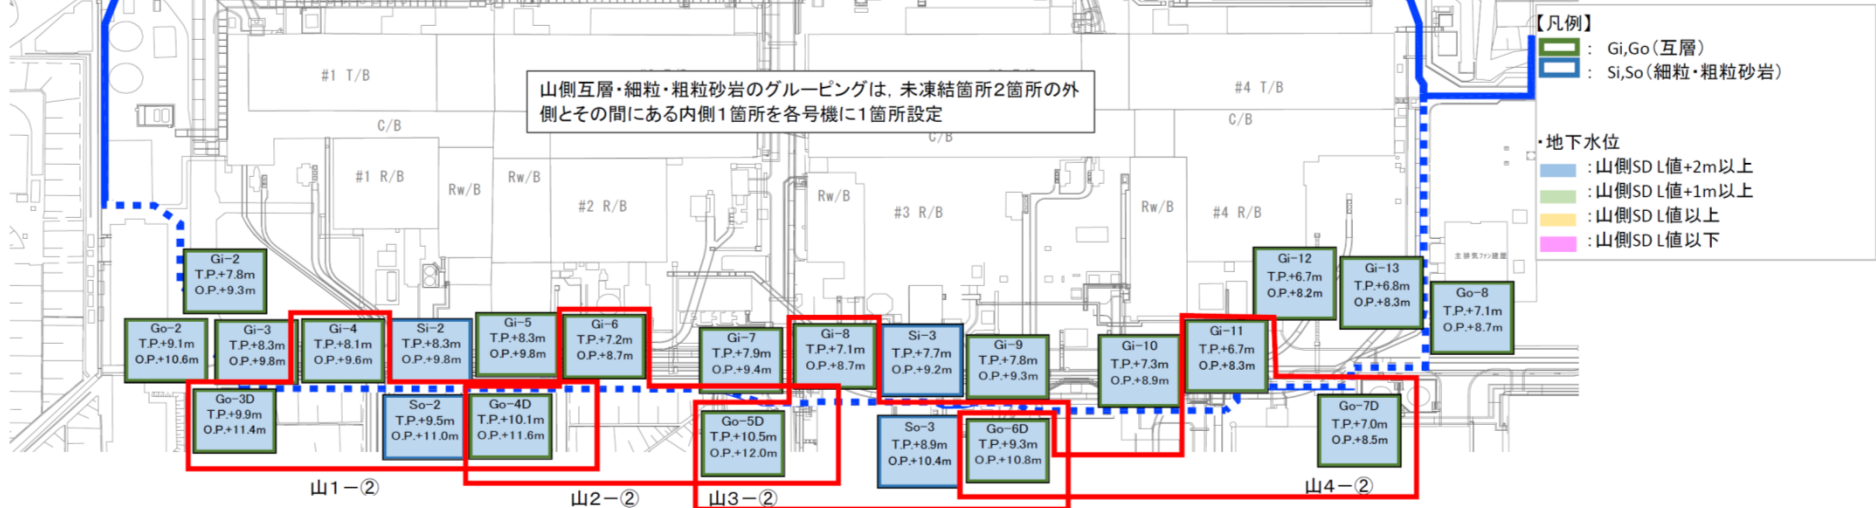 【凡例】
： Gi,Go（互層）
： Si,So（細粒・粗粒砂岩）
・地下水位
：山側SD L値+2m以上
：山側SD L値+1m以上
：山側SD L値以上
：山側SD L値以下
#1 T/B
山側互層・細粒・粗粒砂岩のグルーピングは，未凍結箇所２箇所の外
側とその間にある内側１箇所を各号機に１箇所設定
#4 T/B
C/B
C/B
C/B
#1 R/B
Rw/B
Rw/B
#2 R/B
Rw/B
#3 R/B
Rw/B
#4 R/B
主排気ファン建屋
Gi-2
T.P.+7.8m
O.P.+9.3m
Gi-12
T.P.+6.7m
O.P.+8.2m
Gi-13
T.P.+6.8m
O.P.+8.3m
Go-8
T.P.+7.1m
O.P.+8.7m
Go-2
T.P.+9.1m
O.P.+10.6m
Gi-3
T.P.+8.3m
O.P.+9.8m
Gi-4
T.P.+8.1m
O.P.+9.6m
Si-2
T.P.+8.3m
O.P.+9.8m
Gi-5
T.P.+8.3m
O.P.+9.8m
Gi-6
T.P.+7.2m
O.P.+8.7m
Gi-7
T.P.+7.9m
O.P.+9.4m
Gi-8
T.P.+7.1m
O.P.+8.7m
Si-3
T.P.+7.7m
O.P.+9.2m
Gi-9
T.P.+7.8m
O.P.+9.3m
Gi-10
T.P.+7.3m
O.P.+8.9m
Gi-11
T.P.+6.7m
O.P.+8.3m
Go-3D
T.P.+9.9m
O.P.+11.4m
So-2
T.P.+9.5m
O.P.+11.0m
Go-4D
T.P.+10.1m
O.P.+11.6m
Go-5D
T.P.+10.5m
O.P.+12.0m
So-3
T.P.+8.9m
O.P.+10.4m
Go-6D
T.P.+9.3m
O.P.+10.8m
Go-7D
T.P.+7.0m
O.P.+8.5m
山1－②
山2－②
山3－②
山4－②